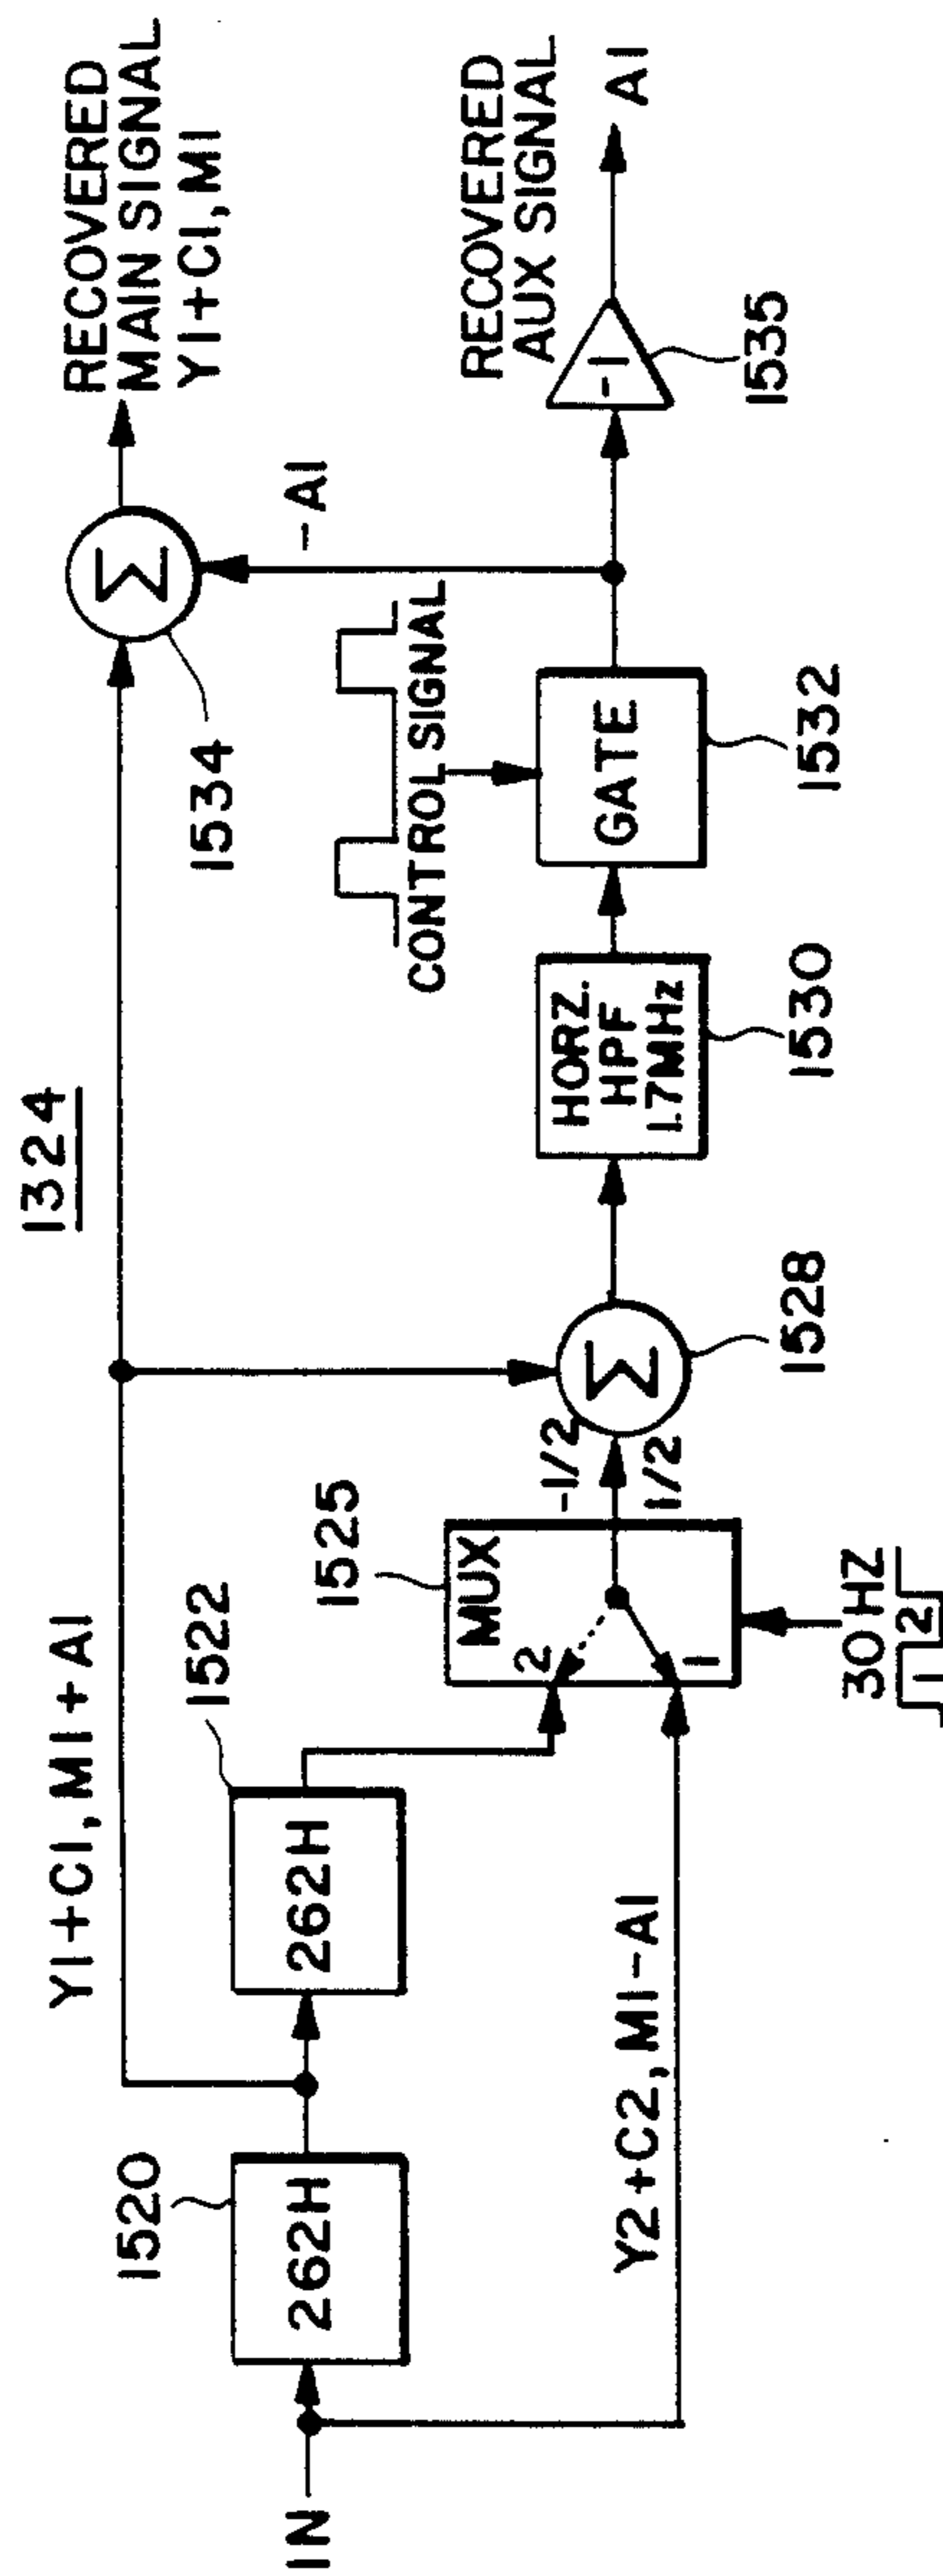 1324
IN
1520
262H
1522
262H
Y1+C1, M1+A1
Y2+C2, M1-A1
1525
MUX
2
1
30 HZ
1 2
-1/2
1/2
Σ
1528
HORZ.
HPF
1.7MHz
1530
CONTROL SIGNAL
GATE
1532
-A1
Σ
1534
RECOVERED
MAIN SIGNAL
Y1+C1, M1
-1
1535
RECOVERED
AUX SIGNAL
A1